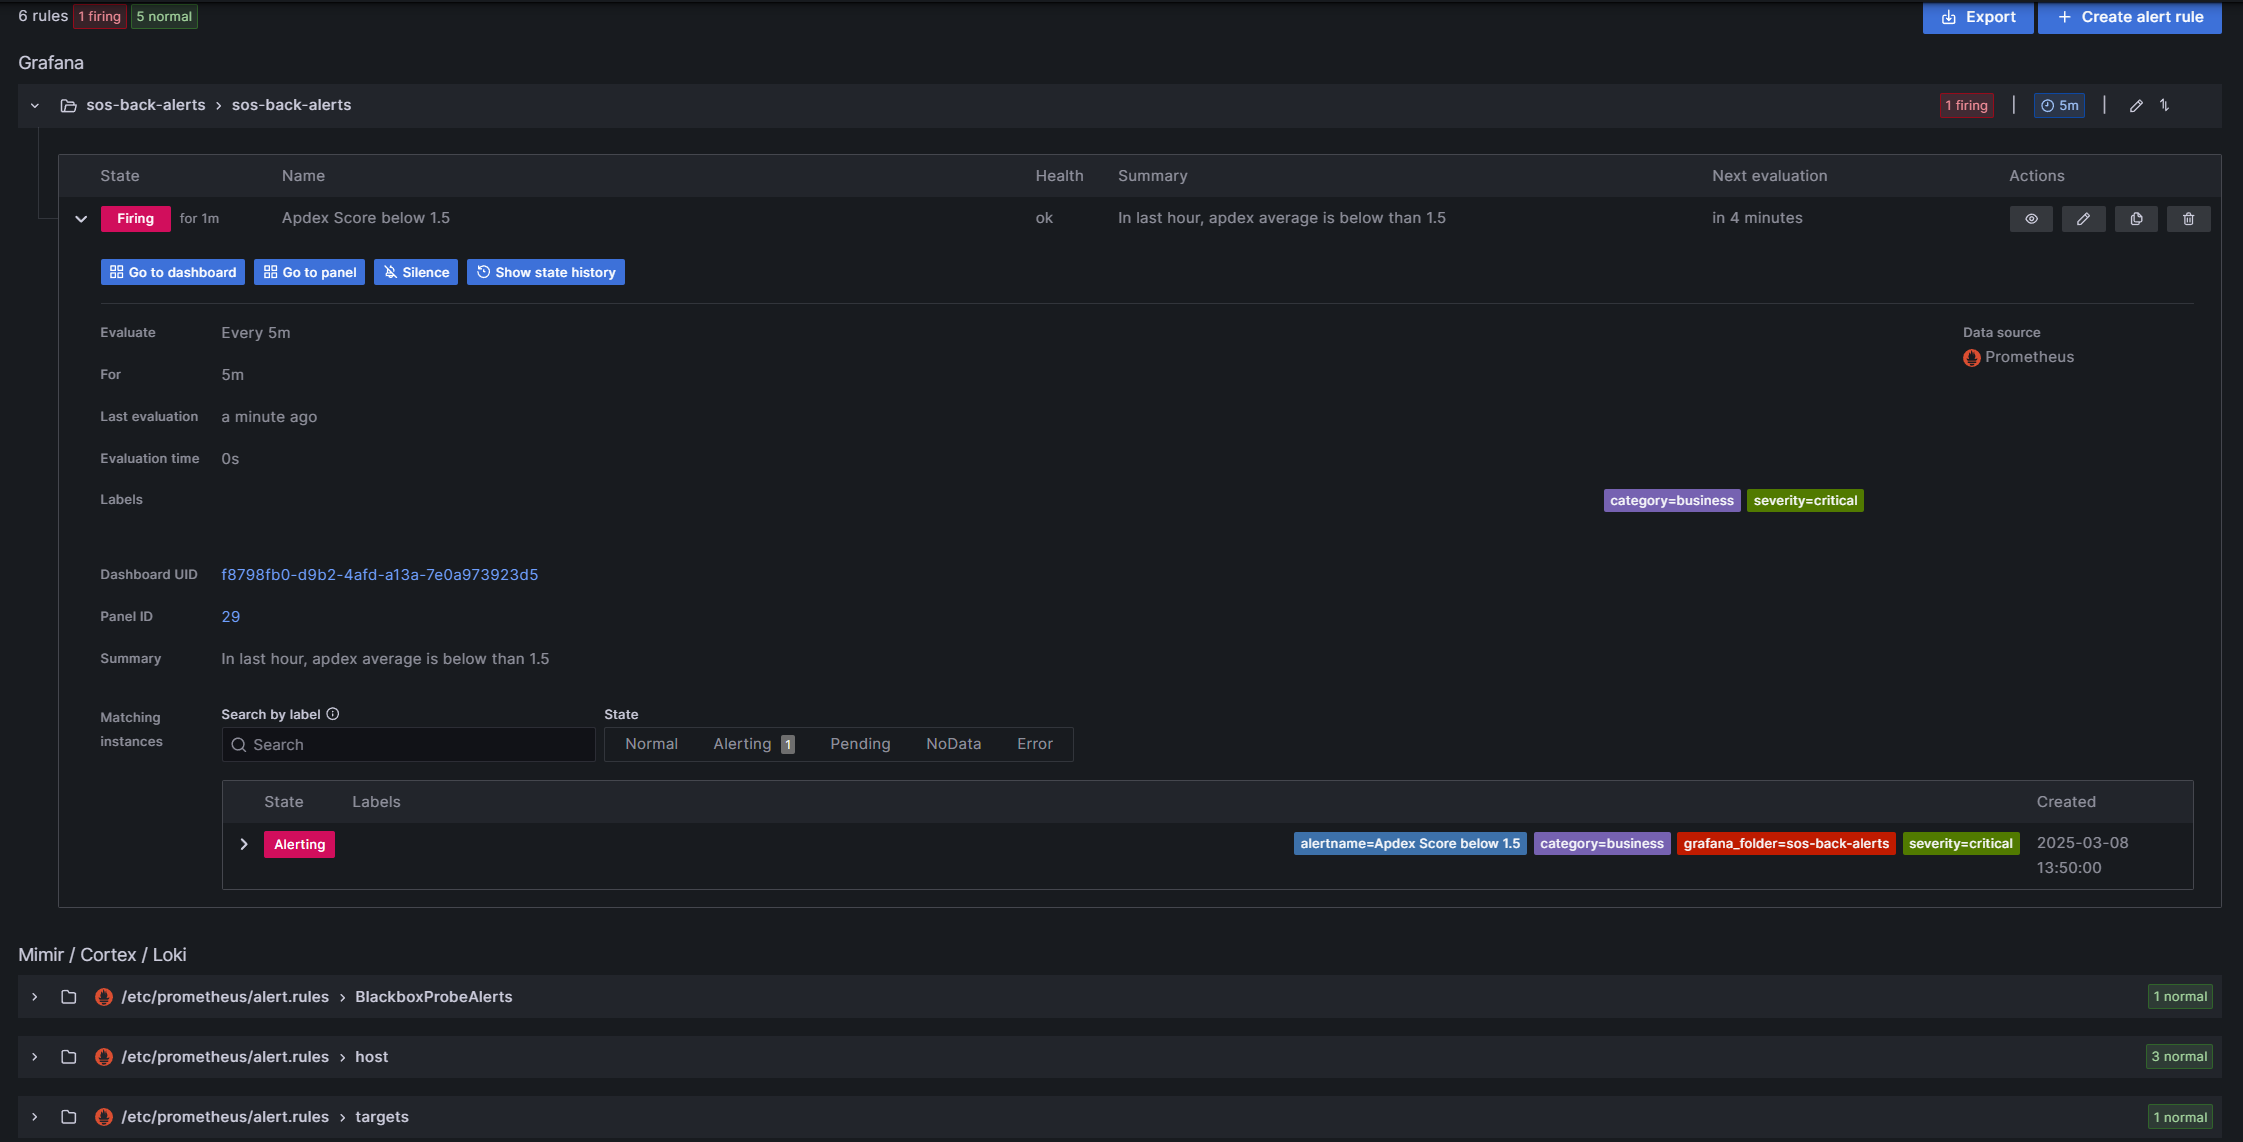 6 rules 1 firing 5 normal Export + Create alert rule
Grafana
sos-back-alerts > sos-back-alerts 1 firing | 5m |
State Name Health Summary Next evaluation Actions
Firing for 1m Apdex Score below 1.5 ok In last hour, apdex average is below than 1.5 in 4 minutes
Go to dashboard Go to panel Silence Show state history
Evaluate Every 5m Data source
Prometheus
For 5m
Last evaluation a minute ago
Evaluation time 0s
Labels category=business severity=critical
Dashboard UID f8798fb0-d9b2-4afd-a13a-7e0a973923d5
Panel ID 29
Summary In last hour, apdex average is below than 1.5
Matching instances Search by label State
Search Normal Alerting 1 Pending NoData Error
State Labels Created
Alerting alertname=Apdex Score below 1.5 category=business grafana_folder=sos-back-alerts severity=critical 2025-03-08
13:50:00
Mimir / Cortex / Loki
/etc/prometheus/alert.rules > BlackboxProbeAlerts 1 normal
/etc/prometheus/alert.rules > host 3 normal
/etc/prometheus/alert.rules > targets 1 normal